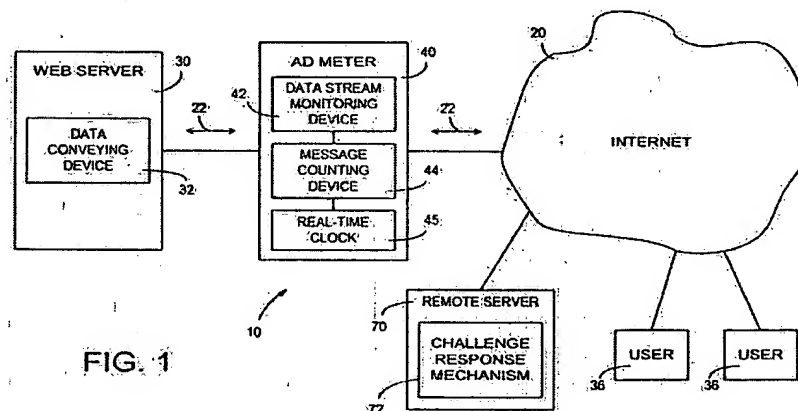 WEB SERVER
30
DATA
CONVEYING
DEVICE
32
22
AD METER
40
42
DATA STREAM
MONITORING
DEVICE
MESSAGE
COUNTING
DEVICE
44
REAL-TIME
CLOCK
45
22
20
INTERNET
10
70
REMOTE SERVER
CHALLENGE
RESPONSE
MECHANISM
72
USER
36
USER
36
FIG. 1